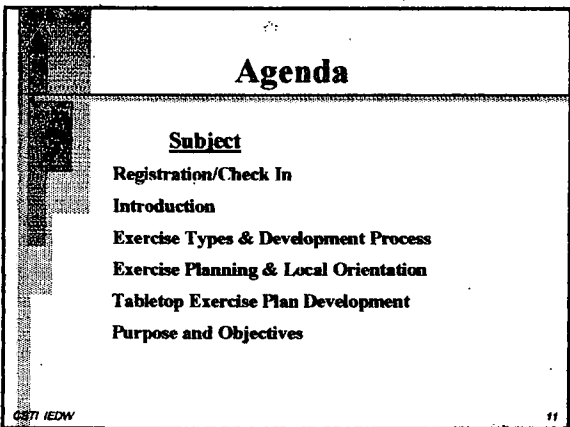 Agenda
Subject
Registration/Check In
Introduction
Exercise Types & Development Process
Exercise Planning & Local Orientation
Tabletop Exercise Plan Development
Purpose and Objectives
CSTI IEDW
11